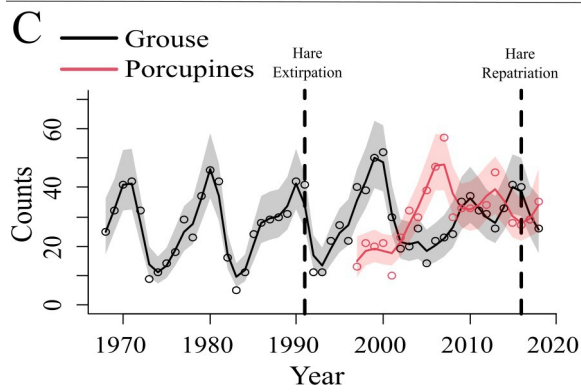 C
Grouse
Porcupines
Hare
Extirpation
Hare
Repatriation
60
40
20
0
Counts
1970
1980
1990
2000
2010
2020
Year